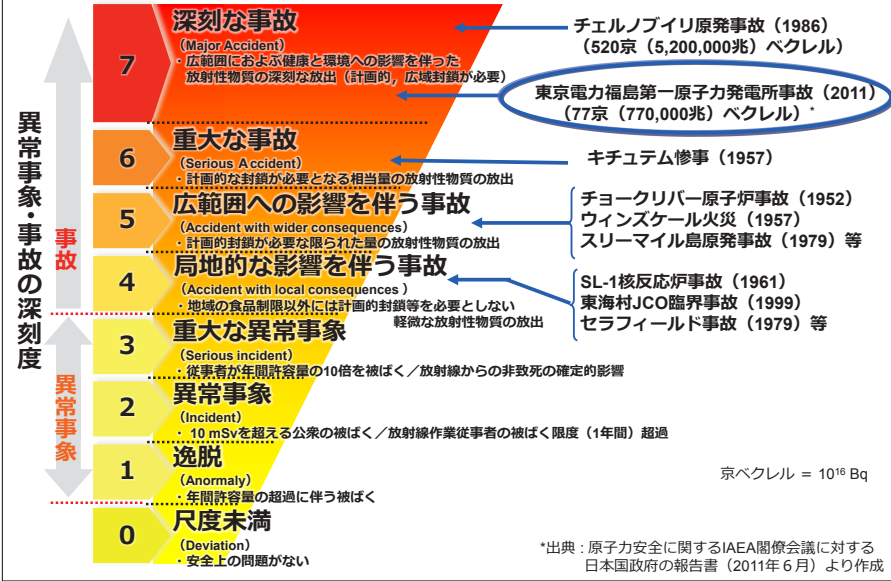 異常事象・事故の深刻度
事故
異常事象
7
深刻な事故
(Major Accident)
・広範囲におよぶ健康と環境への影響を伴った
放射性物質の深刻な放出（計画的，広域封鎖が必要）
チェルノブイリ原発事故（1986）
（520京（5,200,000兆）ベクレル）
東京電力福島第一原子力発電所事故（2011）
（77京（770,000兆）ベクレル）*
6
重大な事故
(Serious Accident)
・計画的な封鎖が必要となる相当量の放射性物質の放出
キチュテム惨事（1957）
5
広範囲への影響を伴う事故
(Accident with wider consequences)
・計画的封鎖が必要な限られた量の放射性物質の放出
チョークリバー原子炉事故（1952）
ウィンズケール火災（1957）
スリーマイル島原発事故（1979）等
4
局地的な影響を伴う事故
(Accident with local consequences )
・地域の食品制限以外には計画的封鎖等を必要としない
軽微な放射性物質の放出
SL-1核反応炉事故（1961）
東海村JCO臨界事故（1999）
セラフィールド事故（1979）等
3
重大な異常事象
(Serious incident)
・従事者が年間許容量の10倍を被ばく／放射線からの非致死の確定的影響
2
異常事象
(Incident)
・ 10 mSvを超える公衆の被ばく／放射線作業従事者の被ばく限度（1年間）超過
1
逸脱
(Anormaly)
・年間許容量の超過に伴う被ばく
京ベクレル = 10¹⁶ Bq
0
尺度未満
(Deviation)
・安全上の問題がない
*出典 : 原子力安全に関するIAEA閣僚会議に対する
日本国政府の報告書（2011年６月）より作成